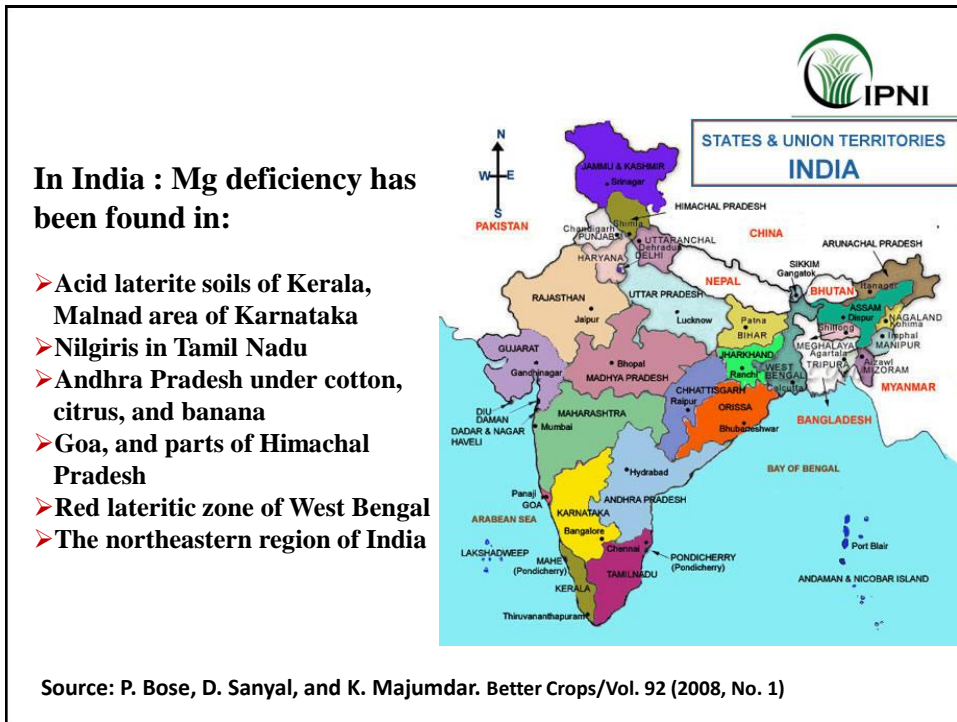 IPNI
In India : Mg deficiency has
been found in:
➢Acid laterite soils of Kerala,
Malnad area of Karnataka
➢Nilgiris in Tamil Nadu
➢Andhra Pradesh under cotton,
citrus, and banana
➢Goa, and parts of Himachal
Pradesh
➢Red lateritic zone of West Bengal
➢The northeastern region of India
STATES & UNION TERRITORIES
INDIA
N
W E
S
JAMMU & KASHMIR
Srinagar
HIMACHAL PRADESH
PAKISTAN
Chandigarh
Shimla
PUNJAB
CHINA
UTTARANCHAL
Dehradun
HARYANA
DELHI
ARUNACHAL PRADESH
SIKKIM
Gangatok
NEPAL
BHUTAN
Itanagar
RAJASTHAN
Jaipur
UTTAR PRADESH
Lucknow
ASSAM
Dispur
NAGALAND
Kohima
Patna
BIHAR
Shillong
MEGHALAYA
Imphal
MANIPUR
GUJARAT
Gandhinagar
Bhopal
MADHYA PRADESH
JHARKHAND
Ranchi
WEST
BENGAL
Calcutta
Agartala
TRIPURA
Aizawl
MIZORAM
MYANMAR
CHHATTISGARH
Raipur
ORISSA
Bhubaneshwar
BANGLADESH
DIU
DAMAN
DADAR & NAGAR
HAVELI
MAHARASHTRA
Mumbai
BAY OF BENGAL
Hydrabad
ANDHRA PRADESH
Panaji
GOA
ARABEAN SEA
KARNATAKA
Bangalore
LAKSHADWEEP
MAHE
(Pondicherry)
Chennai
PONDICHERRY
(Pondicherry)
TAMILNADU
KERALA
Thiruvananthapuram
Port Blair
ANDAMAN & NICOBAR ISLAND
Source: P. Bose, D. Sanyal, and K. Majumdar. Better Crops/Vol. 92 (2008, No. 1)